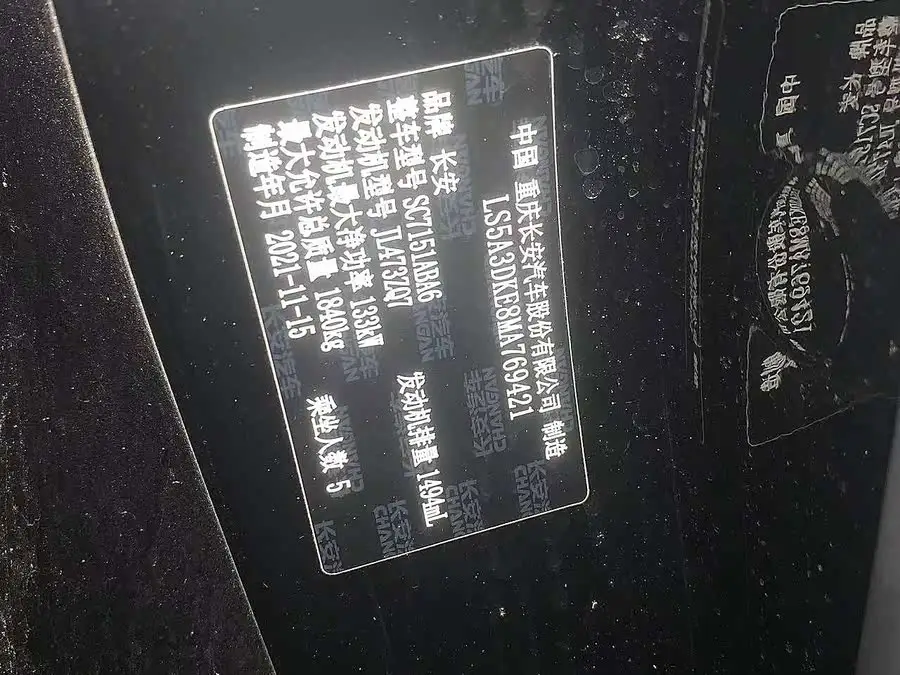 中国 重庆长安汽车股份有限公司 制造
LS5A3DKE8MA769421
品牌 长安
整车型号 SC7151ABA6
发动机型号 JL473ZQ7 发动机排量 1494mL
发动机最大净功率 133kW
最大允许总质量 1840kg 乘坐人数 5
制造年月 2021-11-15